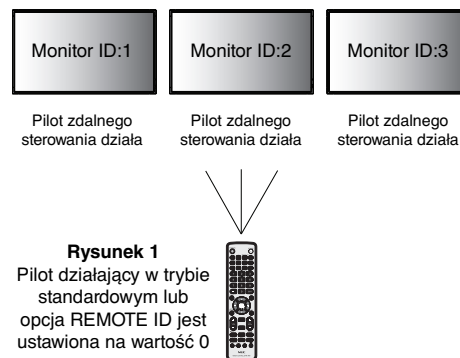 Monitor ID:1
Monitor ID:2
Monitor ID:3
Pilot zdalnego
sterowania działa
Pilot zdalnego
sterowania działa
Pilot zdalnego
sterowania działa
Rysunek 1
Pilot działający w trybie
standardowym lub
opcja REMOTE ID jest
ustawiona na wartość 0